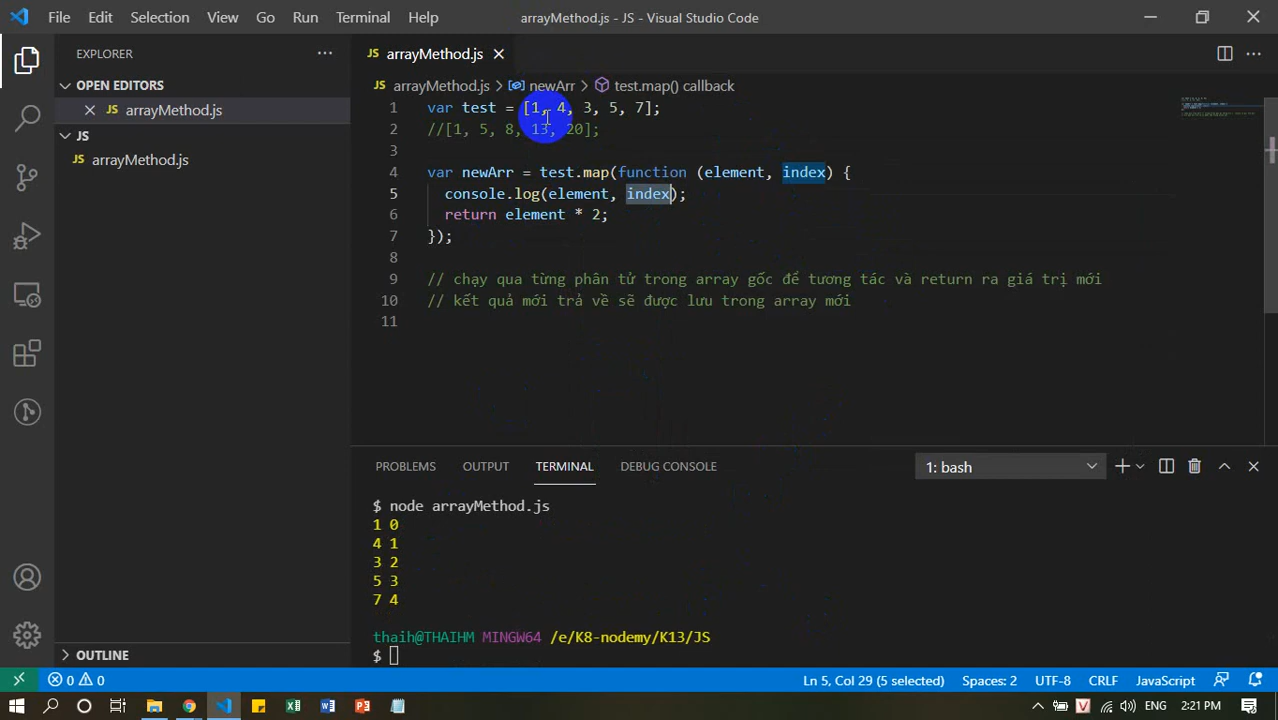 File Edit Selection View Go Run Terminal Help arrayMethod.js - JS - Visual Studio Code
EXPLORER
OPEN EDITORS
JS arrayMethod.js
JS
JS arrayMethod.js
OUTLINE
JS arrayMethod.js
JS arrayMethod.js > newArr > test.map() callback
1 var test = [1, 4, 3, 5, 7];
2 //[1, 5, 8, 13, 20];
3
4 var newArr = test.map(function (element, index) {
5 console.log(element, index);
6 return element * 2;
7 });
8
9 // chạy qua từng phân tử trong array gốc để tương tác và return ra giá trị mới
10 // kết quả mới trả về sẽ được lưu trong array mới
11
PROBLEMS OUTPUT TERMINAL DEBUG CONSOLE 1: bash
$ node arrayMethod.js
1 0
4 1
3 2
5 3
7 4
thaih@THAIHM MINGW64 /e/K8-nodemy/K13/JS
$
0 0 Ln 5, Col 29 (5 selected) Spaces: 2 UTF-8 CRLF JavaScript
ENG 2:21 PM